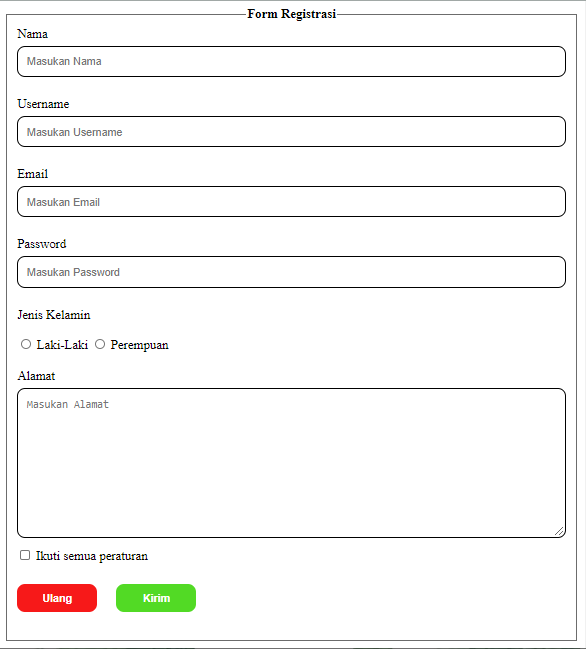 Form Registrasi
Nama
Masukan Nama
Username
Masukan Username
Email
Masukan Email
Password
Masukan Password
Jenis Kelamin
Laki-Laki Perempuan
Alamat
Masukan Alamat
Ikuti semua peraturan
Ulang Kirim